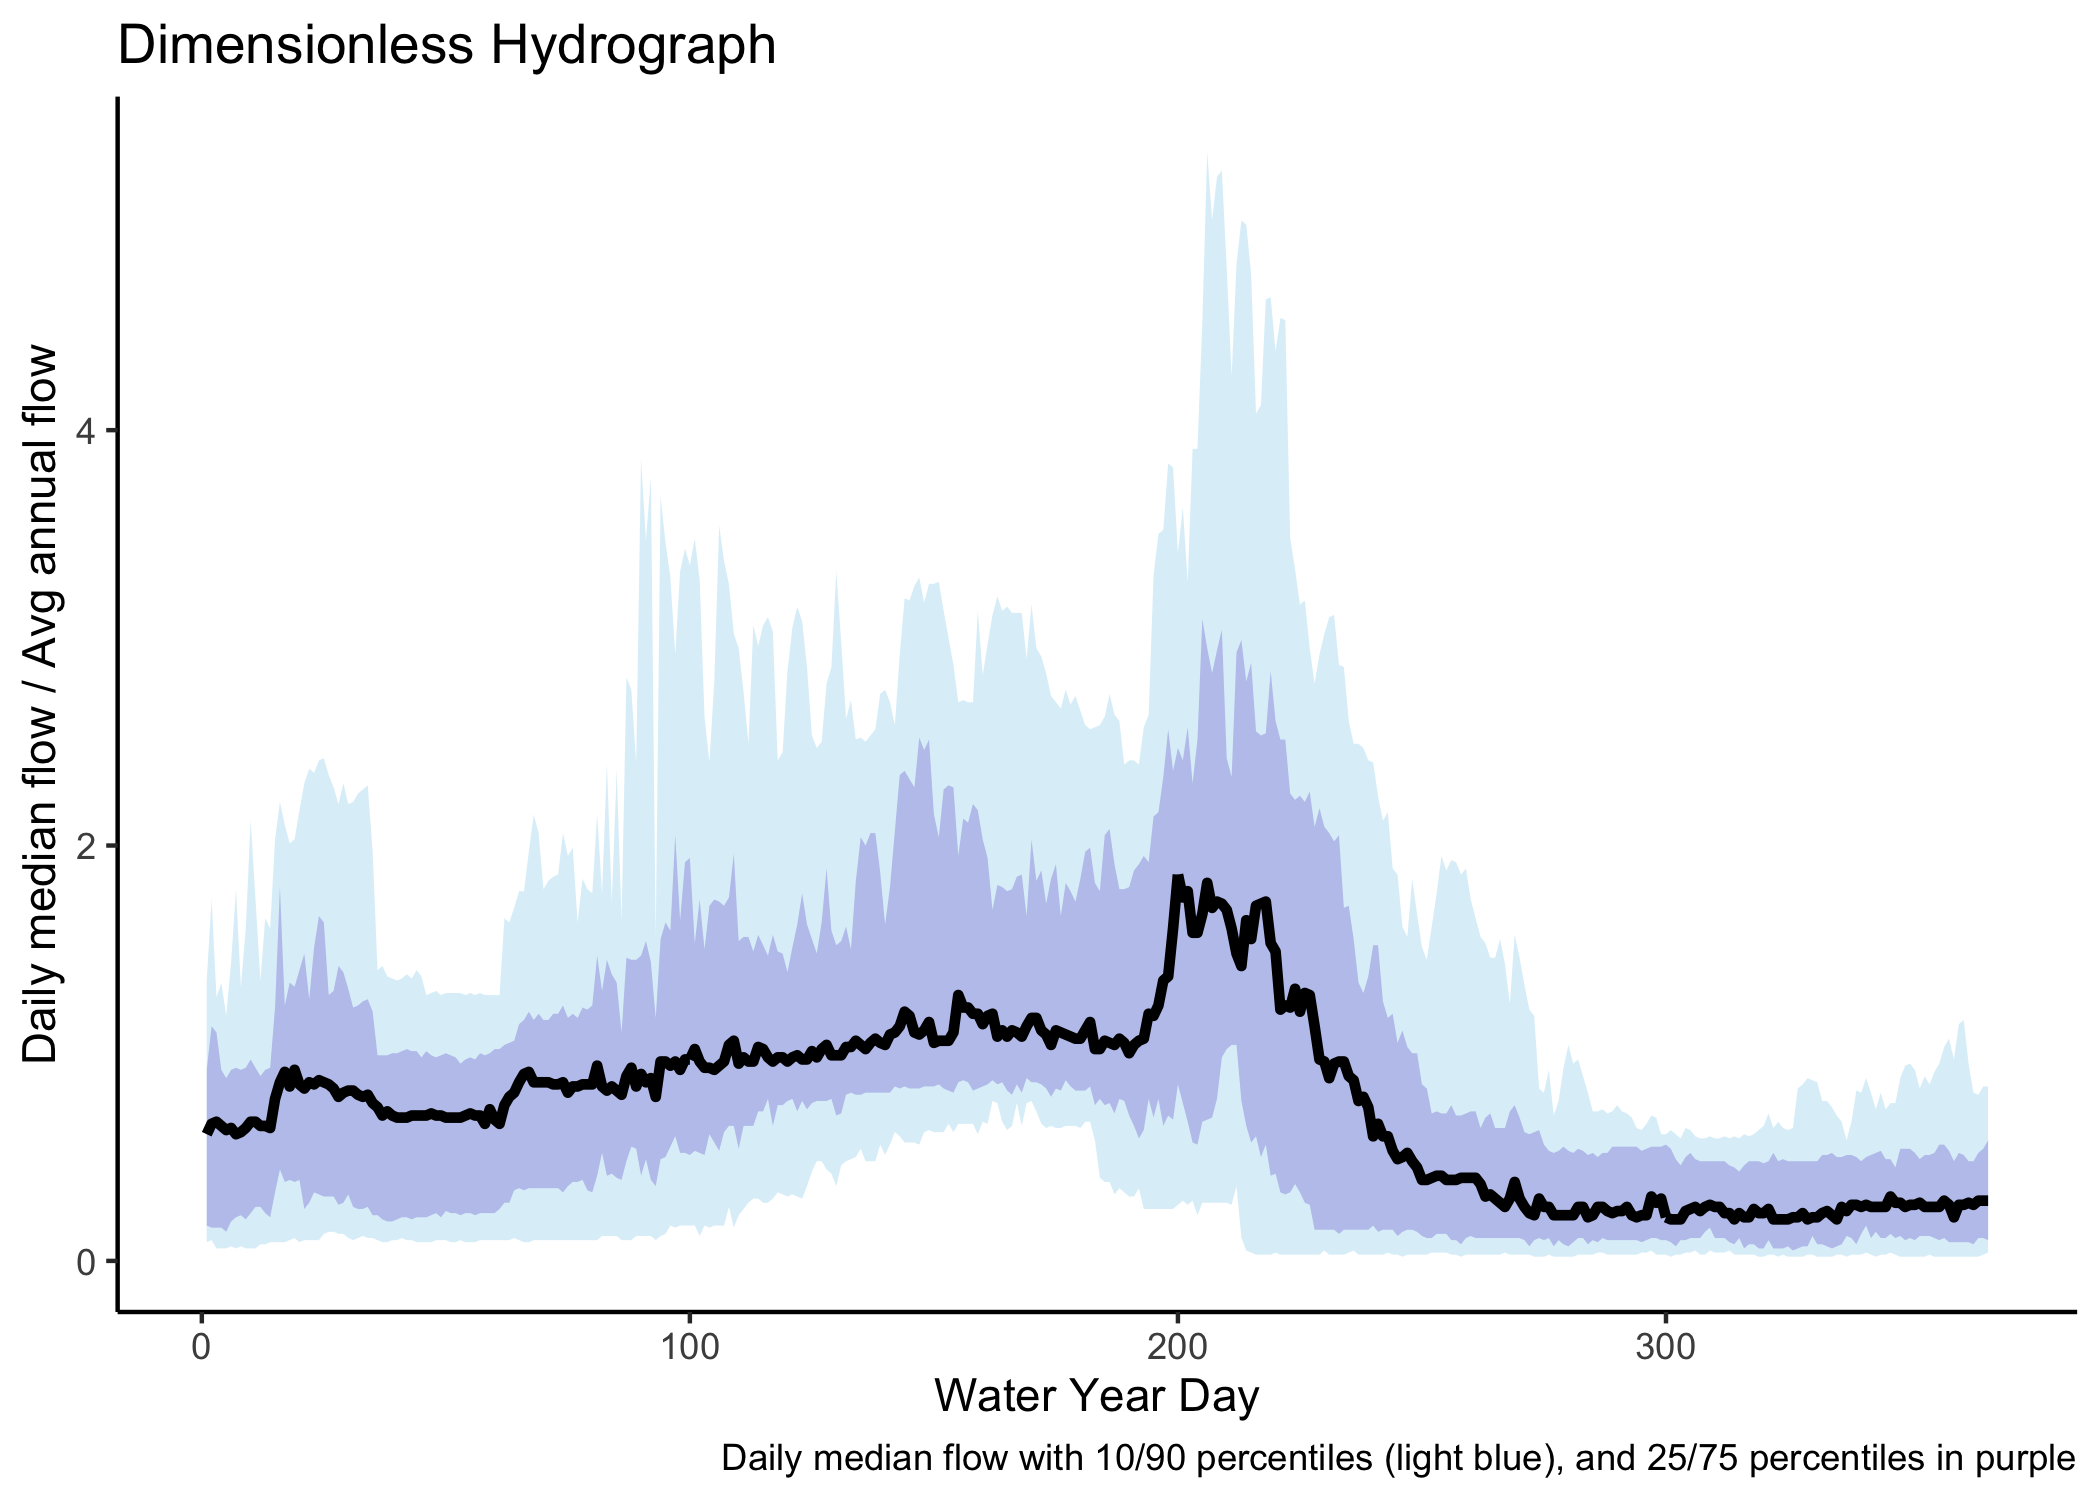 Dimensionless Hydrograph
Daily median flow / Avg annual flow
4
2
0
0 100 200 300
Water Year Day
Daily median flow with 10/90 percentiles (light blue), and 25/75 percentiles in purple